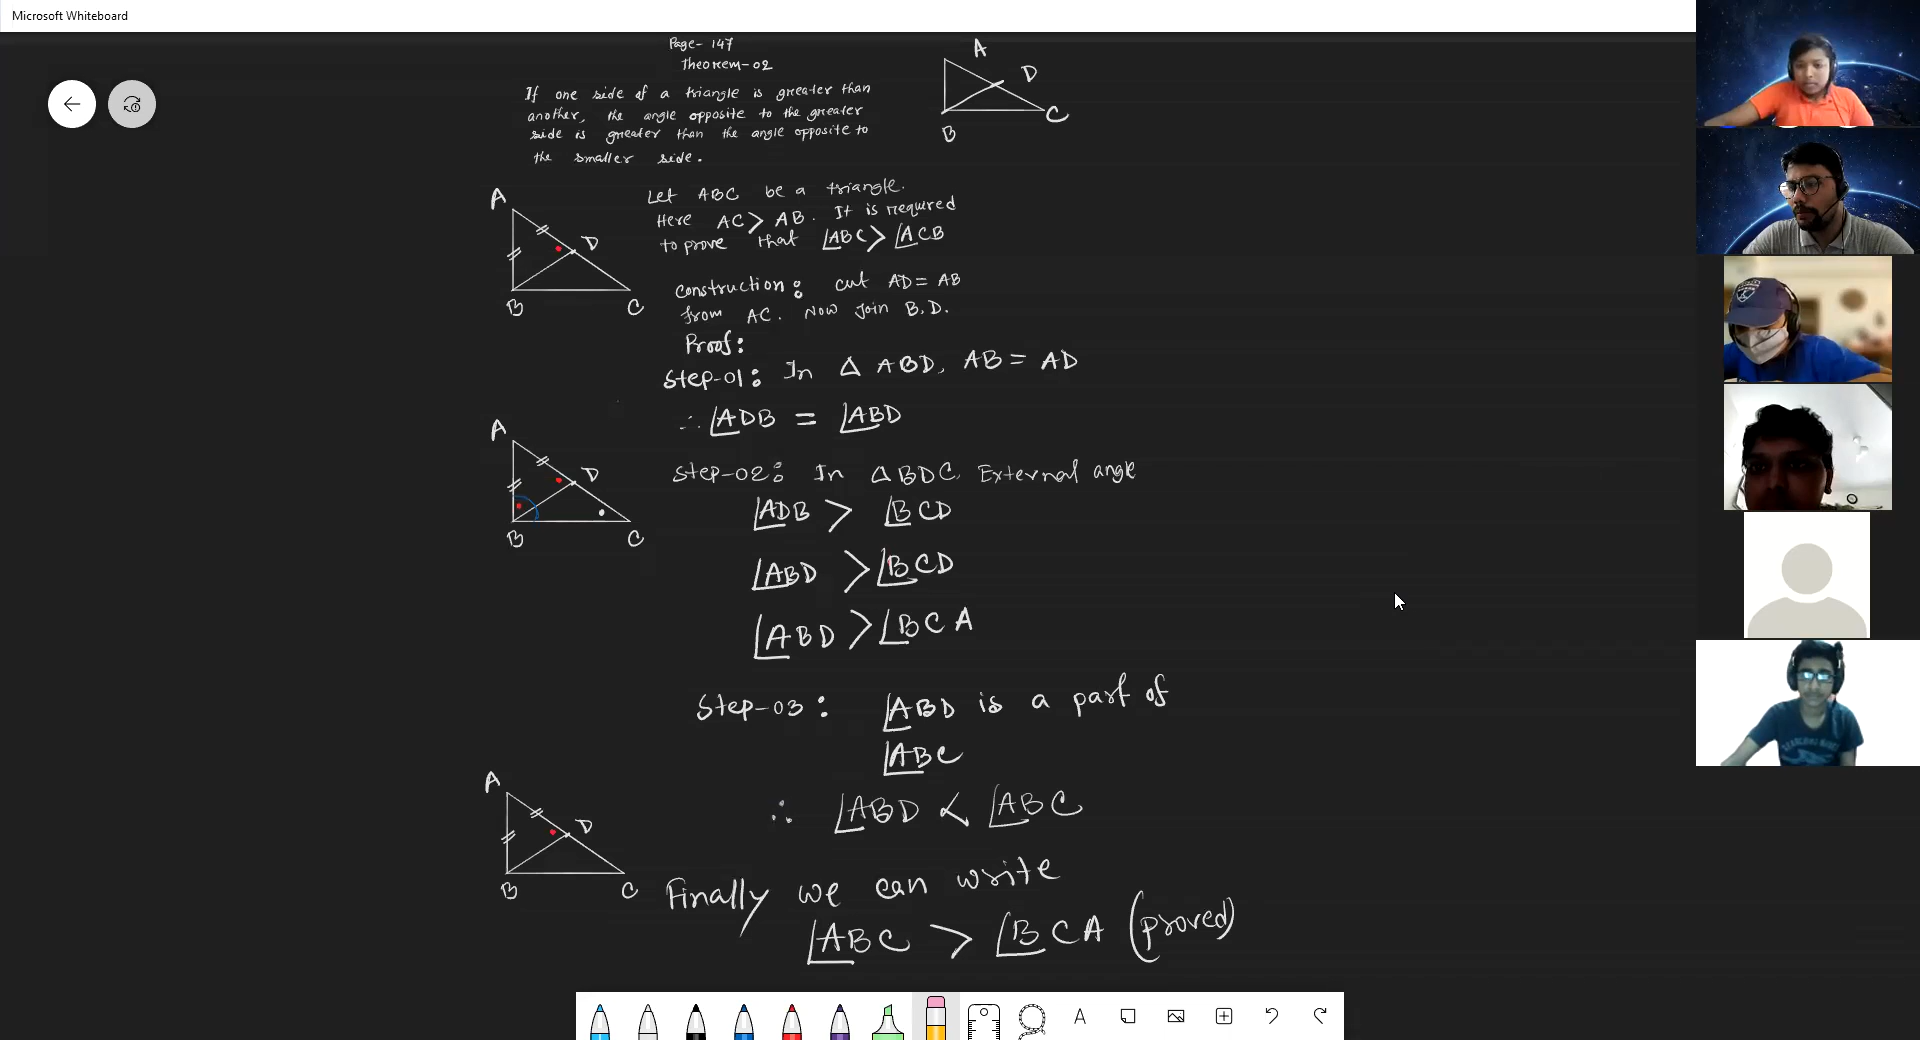 Microsoft Whiteboard
Page- 147
Theorem-02
If one side of a triangle is greater than
another, the angle opposite to the greater
side is greater than the angle opposite to
the smaller side.
A
D
B
C
A
D
B
C
Let ABC be a triangle.
Here AC > AB. It is required
to prove that ∠ABC > ∠ACB
Construction: cut AD = AB
from AC. Now join B,D.
Proof:
Step-01: In Δ ABD, AB = AD
∴ ∠ADB = ∠ABD
A
D
B
C
Step-02: In Δ BDC, External angle
∠ADB > ∠BCD
∠ABD > ∠BCD
∠ABD > ∠BCA
Step-03: ∠ABD is a part of
∠ABC
∴ ∠ABD < ∠ABC
A
D
B
C
Finally we can write
∠ABC > ∠BCA (proved)
A